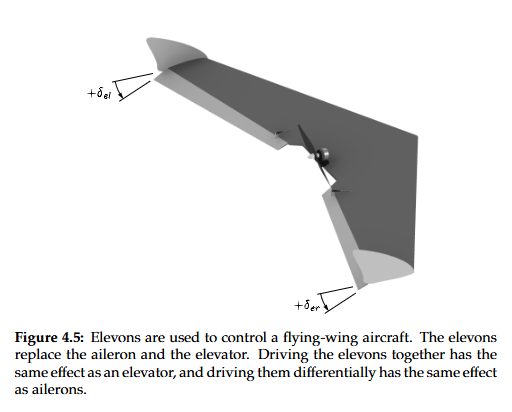 +δel
+δer
Figure 4.5: Elevons are used to control a flying-wing aircraft. The elevons
replace the aileron and the elevator. Driving the elevons together has the
same effect as an elevator, and driving them differentially has the same effect
as ailerons.